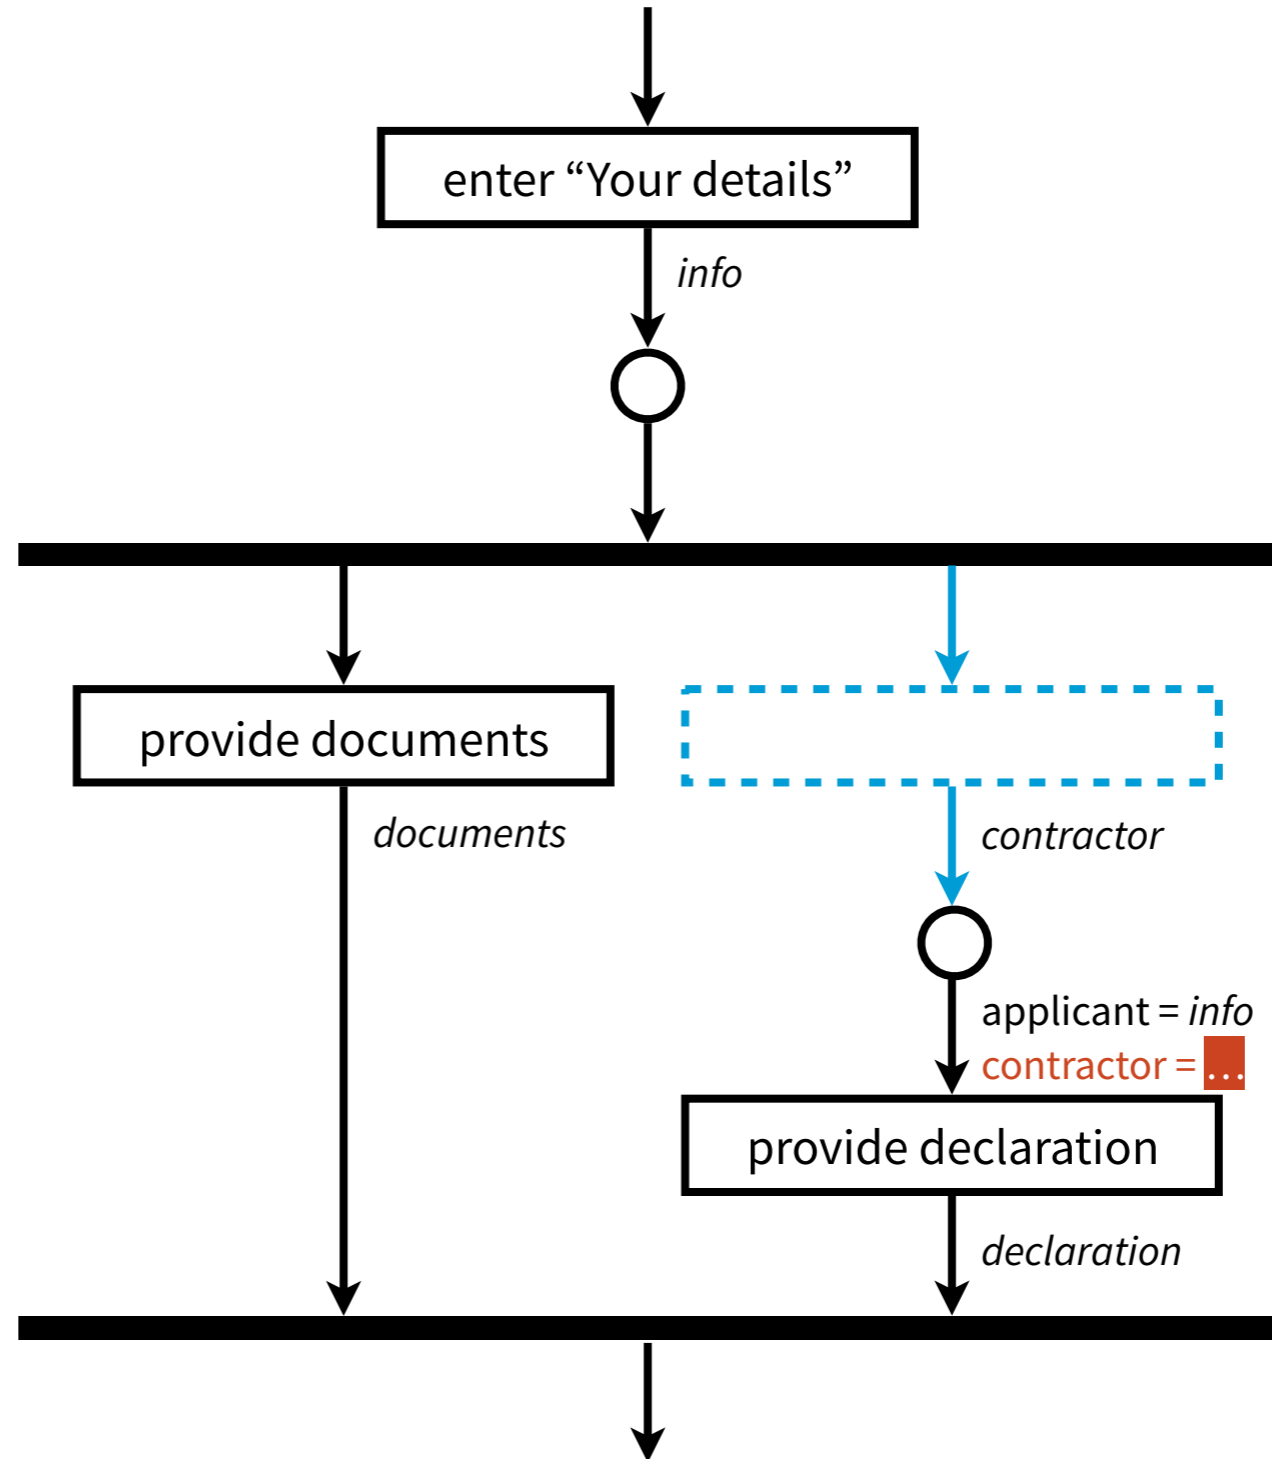 enter “Your details”
info
provide documents
documents
contractor
applicant = info
contractor = ...
provide declaration
declaration